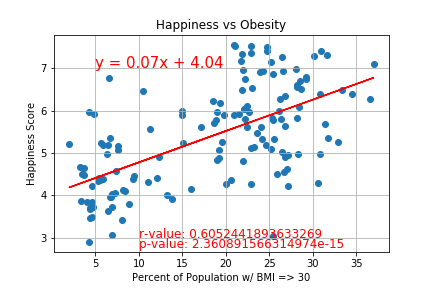 Happiness vs Obesity
y = 0.07x + 4.04
7
6
5
4
3
Happiness Score
r-value: 0.6052441893633269
p-value: 2.360891566314974e-15
5 10 15 20 25 30 35
Percent of Population w/ BMI => 30